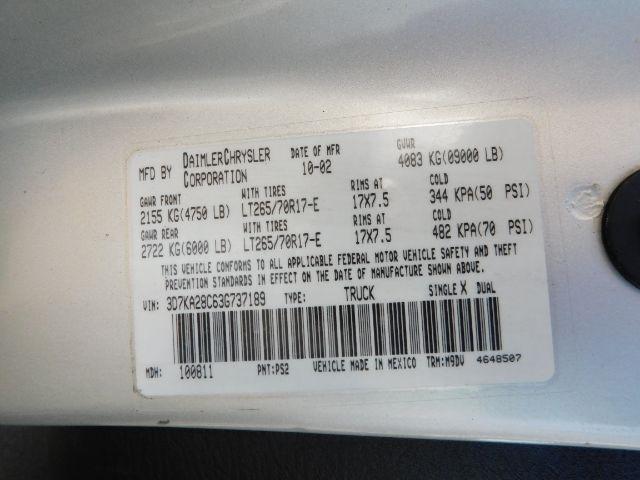 MFD BY DAIMLERCHRYSLER CORPORATION DATE OF MFR 10-02 GVWR 4083 KG(09000 LB)
GAWR FRONT WITH TIRES RIMS AT COLD
2155 KG(4750 LB) LT265/70R17-E 17X7.5 344 KPA(50 PSI)
GAWR REAR WITH TIRES RIMS AT COLD
2722 KG(6000 LB) LT265/70R17-E 17X7.5 482 KPA(70 PSI)
THIS VEHICLE CONFORMS TO ALL APPLICABLE FEDERAL MOTOR VEHICLE SAFETY AND THEFT
PREVENTION STANDARDS IN EFFECT ON THE DATE OF MANUFACTURE SHOWN ABOVE.
VIN: 3D7KA28C63G737189 TYPE: TRUCK SINGLE X DUAL
MDH: 100811 PNT:PS2 VEHICLE MADE IN MEXICO TRM:M9DV 4648507